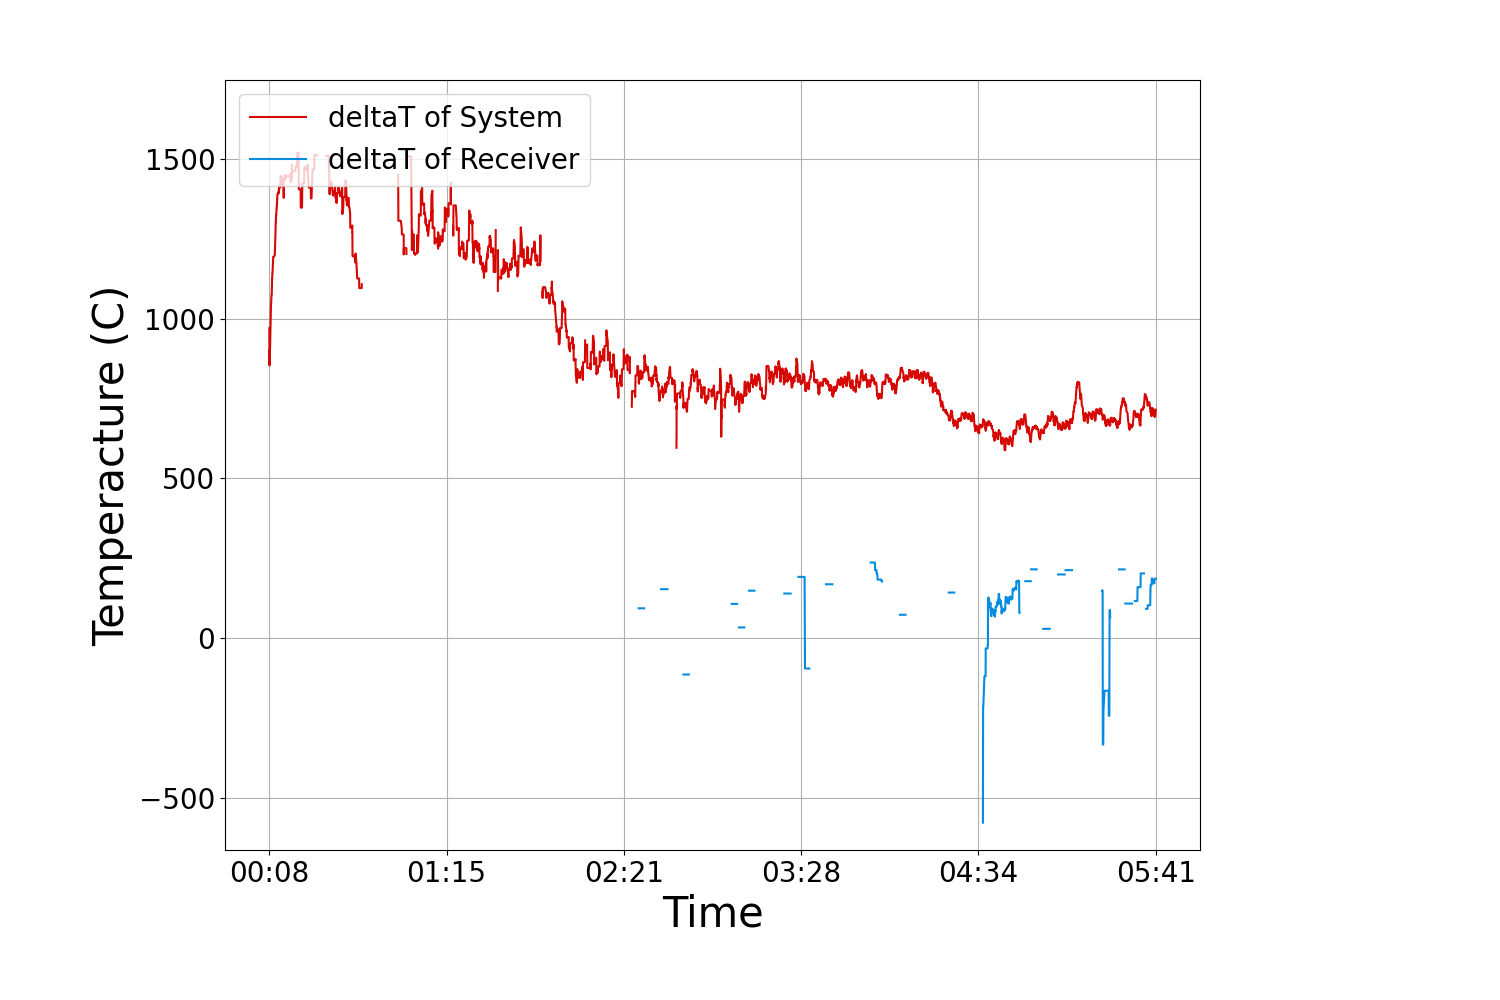 deltaT of System
deltaT of Receiver
1500
1000
500
0
−500
Temperacture (C)
00:08 01:15 02:21 03:28 04:34 05:41
Time